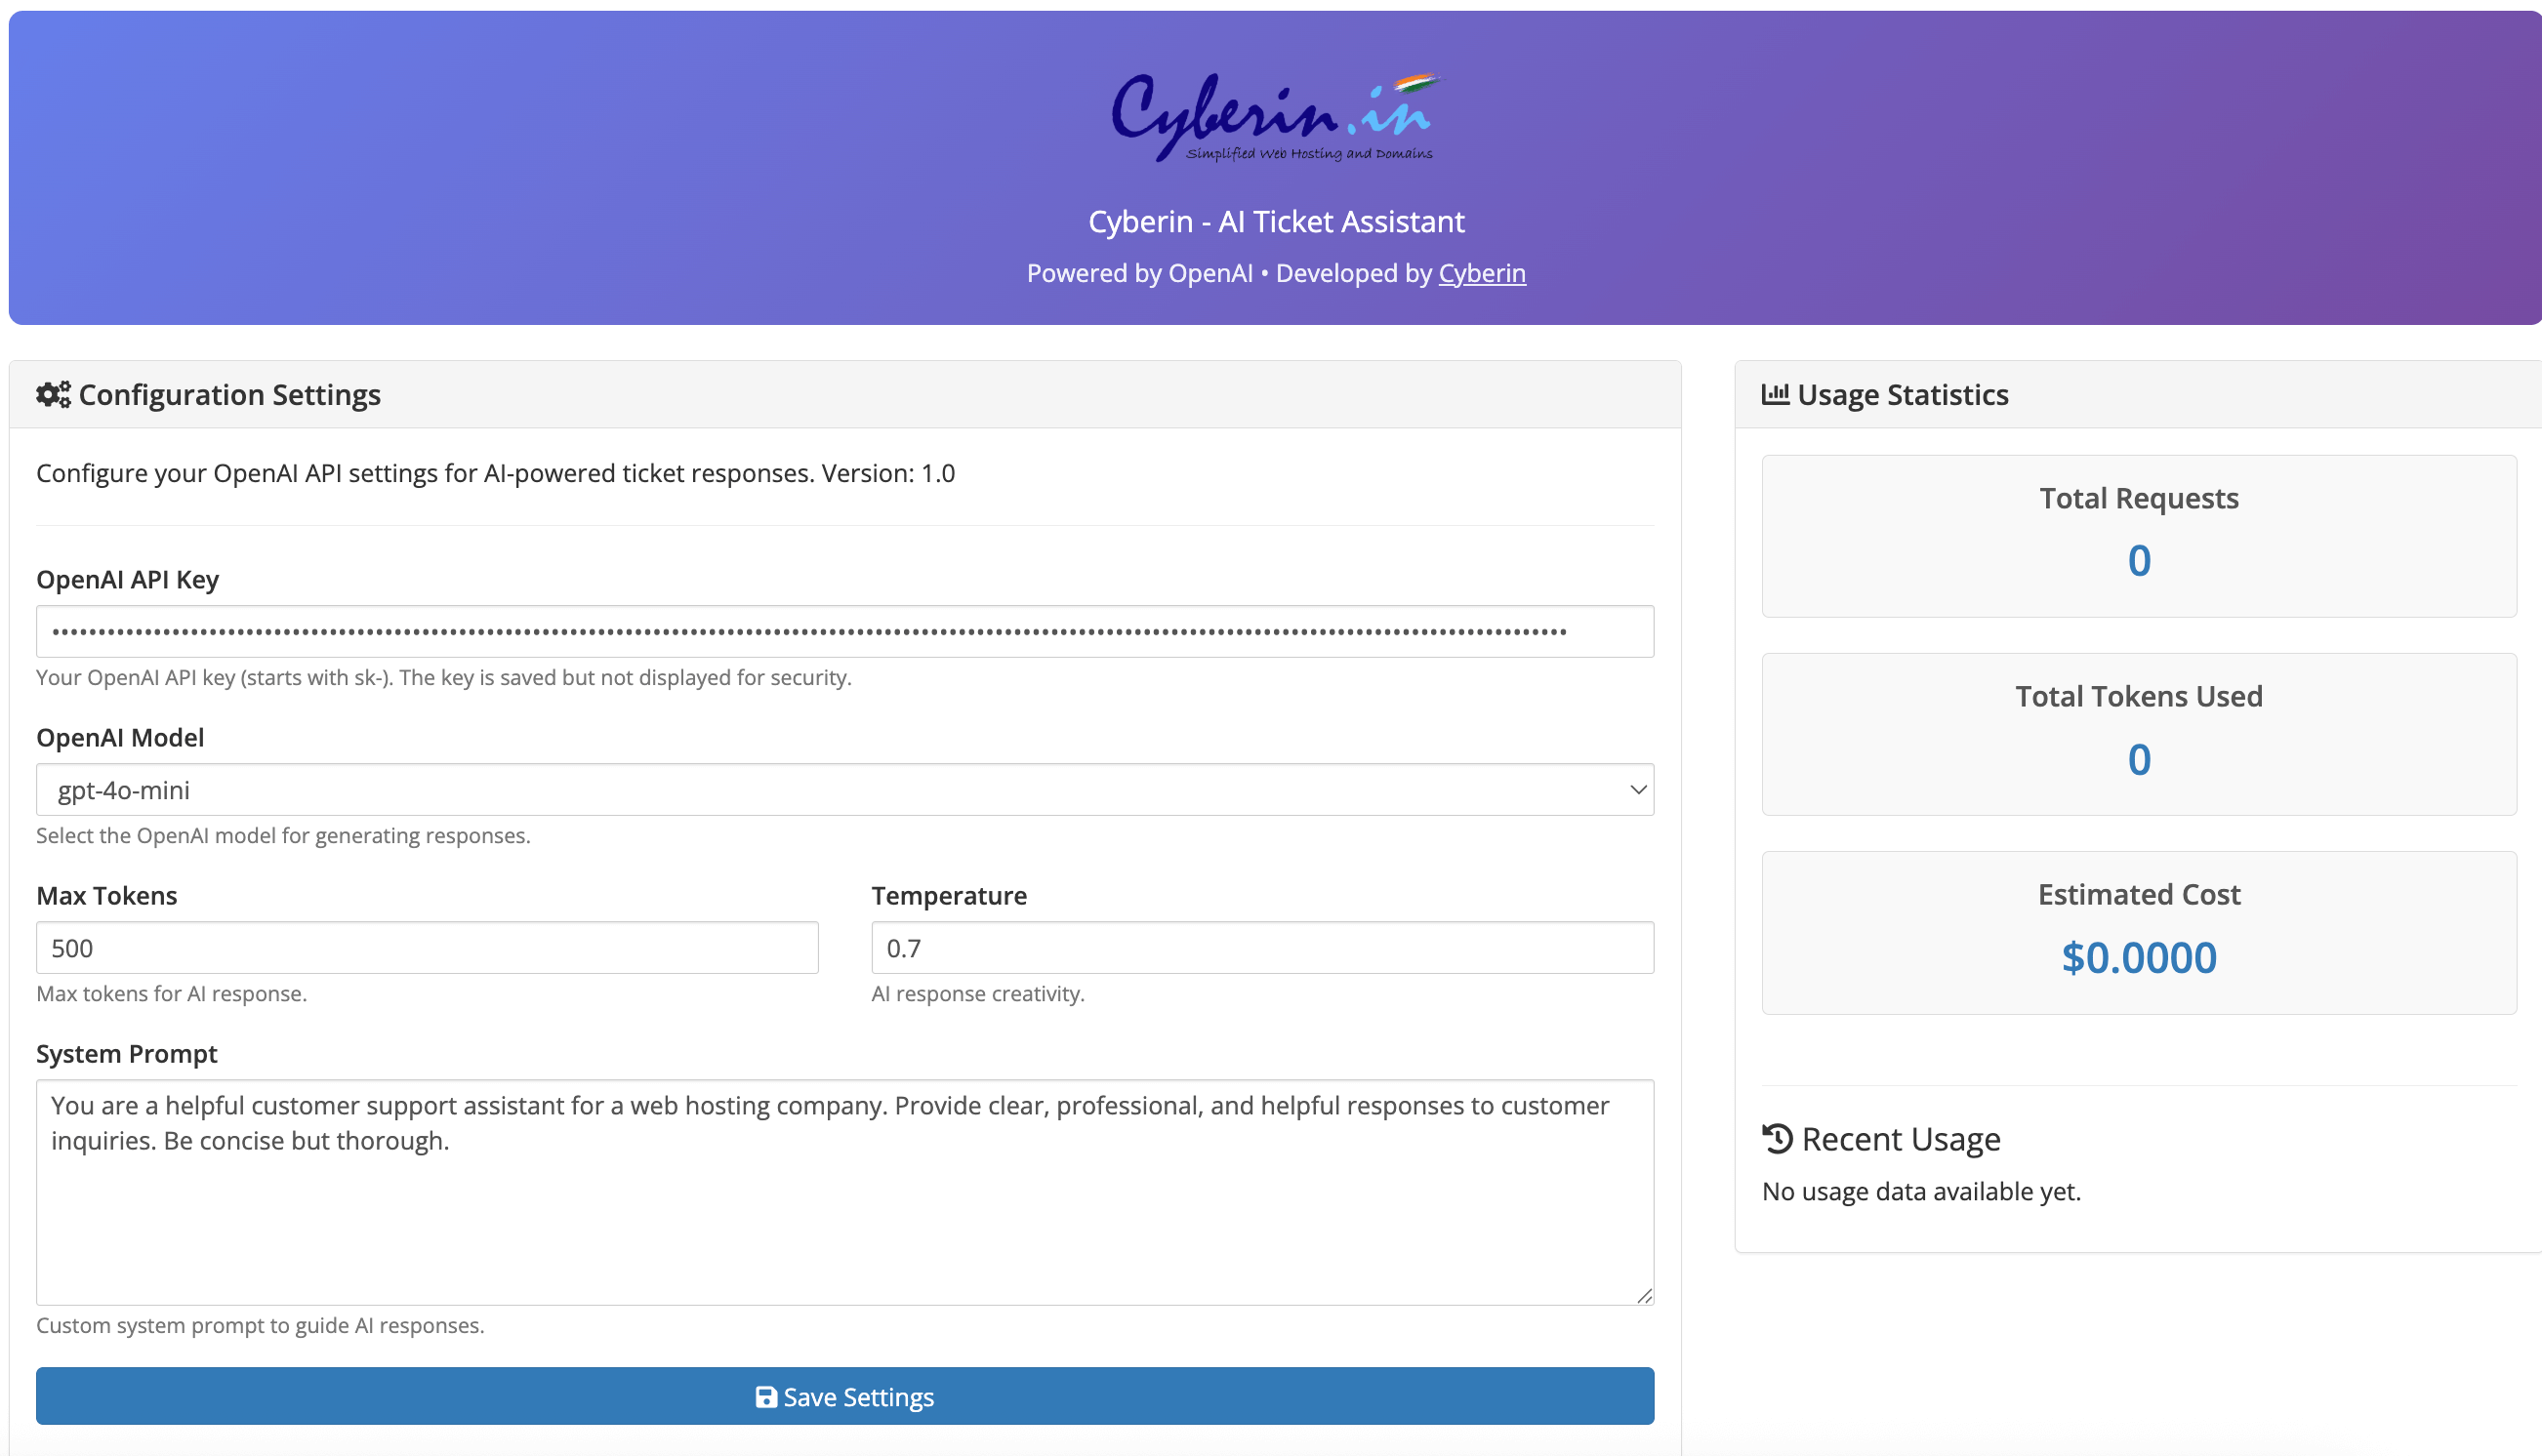 Cyberin.in
Simplified Web Hosting and Domains
Cyberin - AI Ticket Assistant
Powered by OpenAI • Developed by Cyberin
Configuration Settings
Configure your OpenAI API settings for AI-powered ticket responses. Version: 1.0
OpenAI API Key
Your OpenAI API key (starts with sk-). The key is saved but not displayed for security.
OpenAI Model
gpt-4o-mini
Select the OpenAI model for generating responses.
Max Tokens
500
Max tokens for AI response.
Temperature
0.7
AI response creativity.
System Prompt
You are a helpful customer support assistant for a web hosting company. Provide clear, professional, and helpful responses to customer
inquiries. Be concise but thorough.
Custom system prompt to guide AI responses.
Save Settings
Usage Statistics
Total Requests
0
Total Tokens Used
0
Estimated Cost
$0.0000
Recent Usage
No usage data available yet.